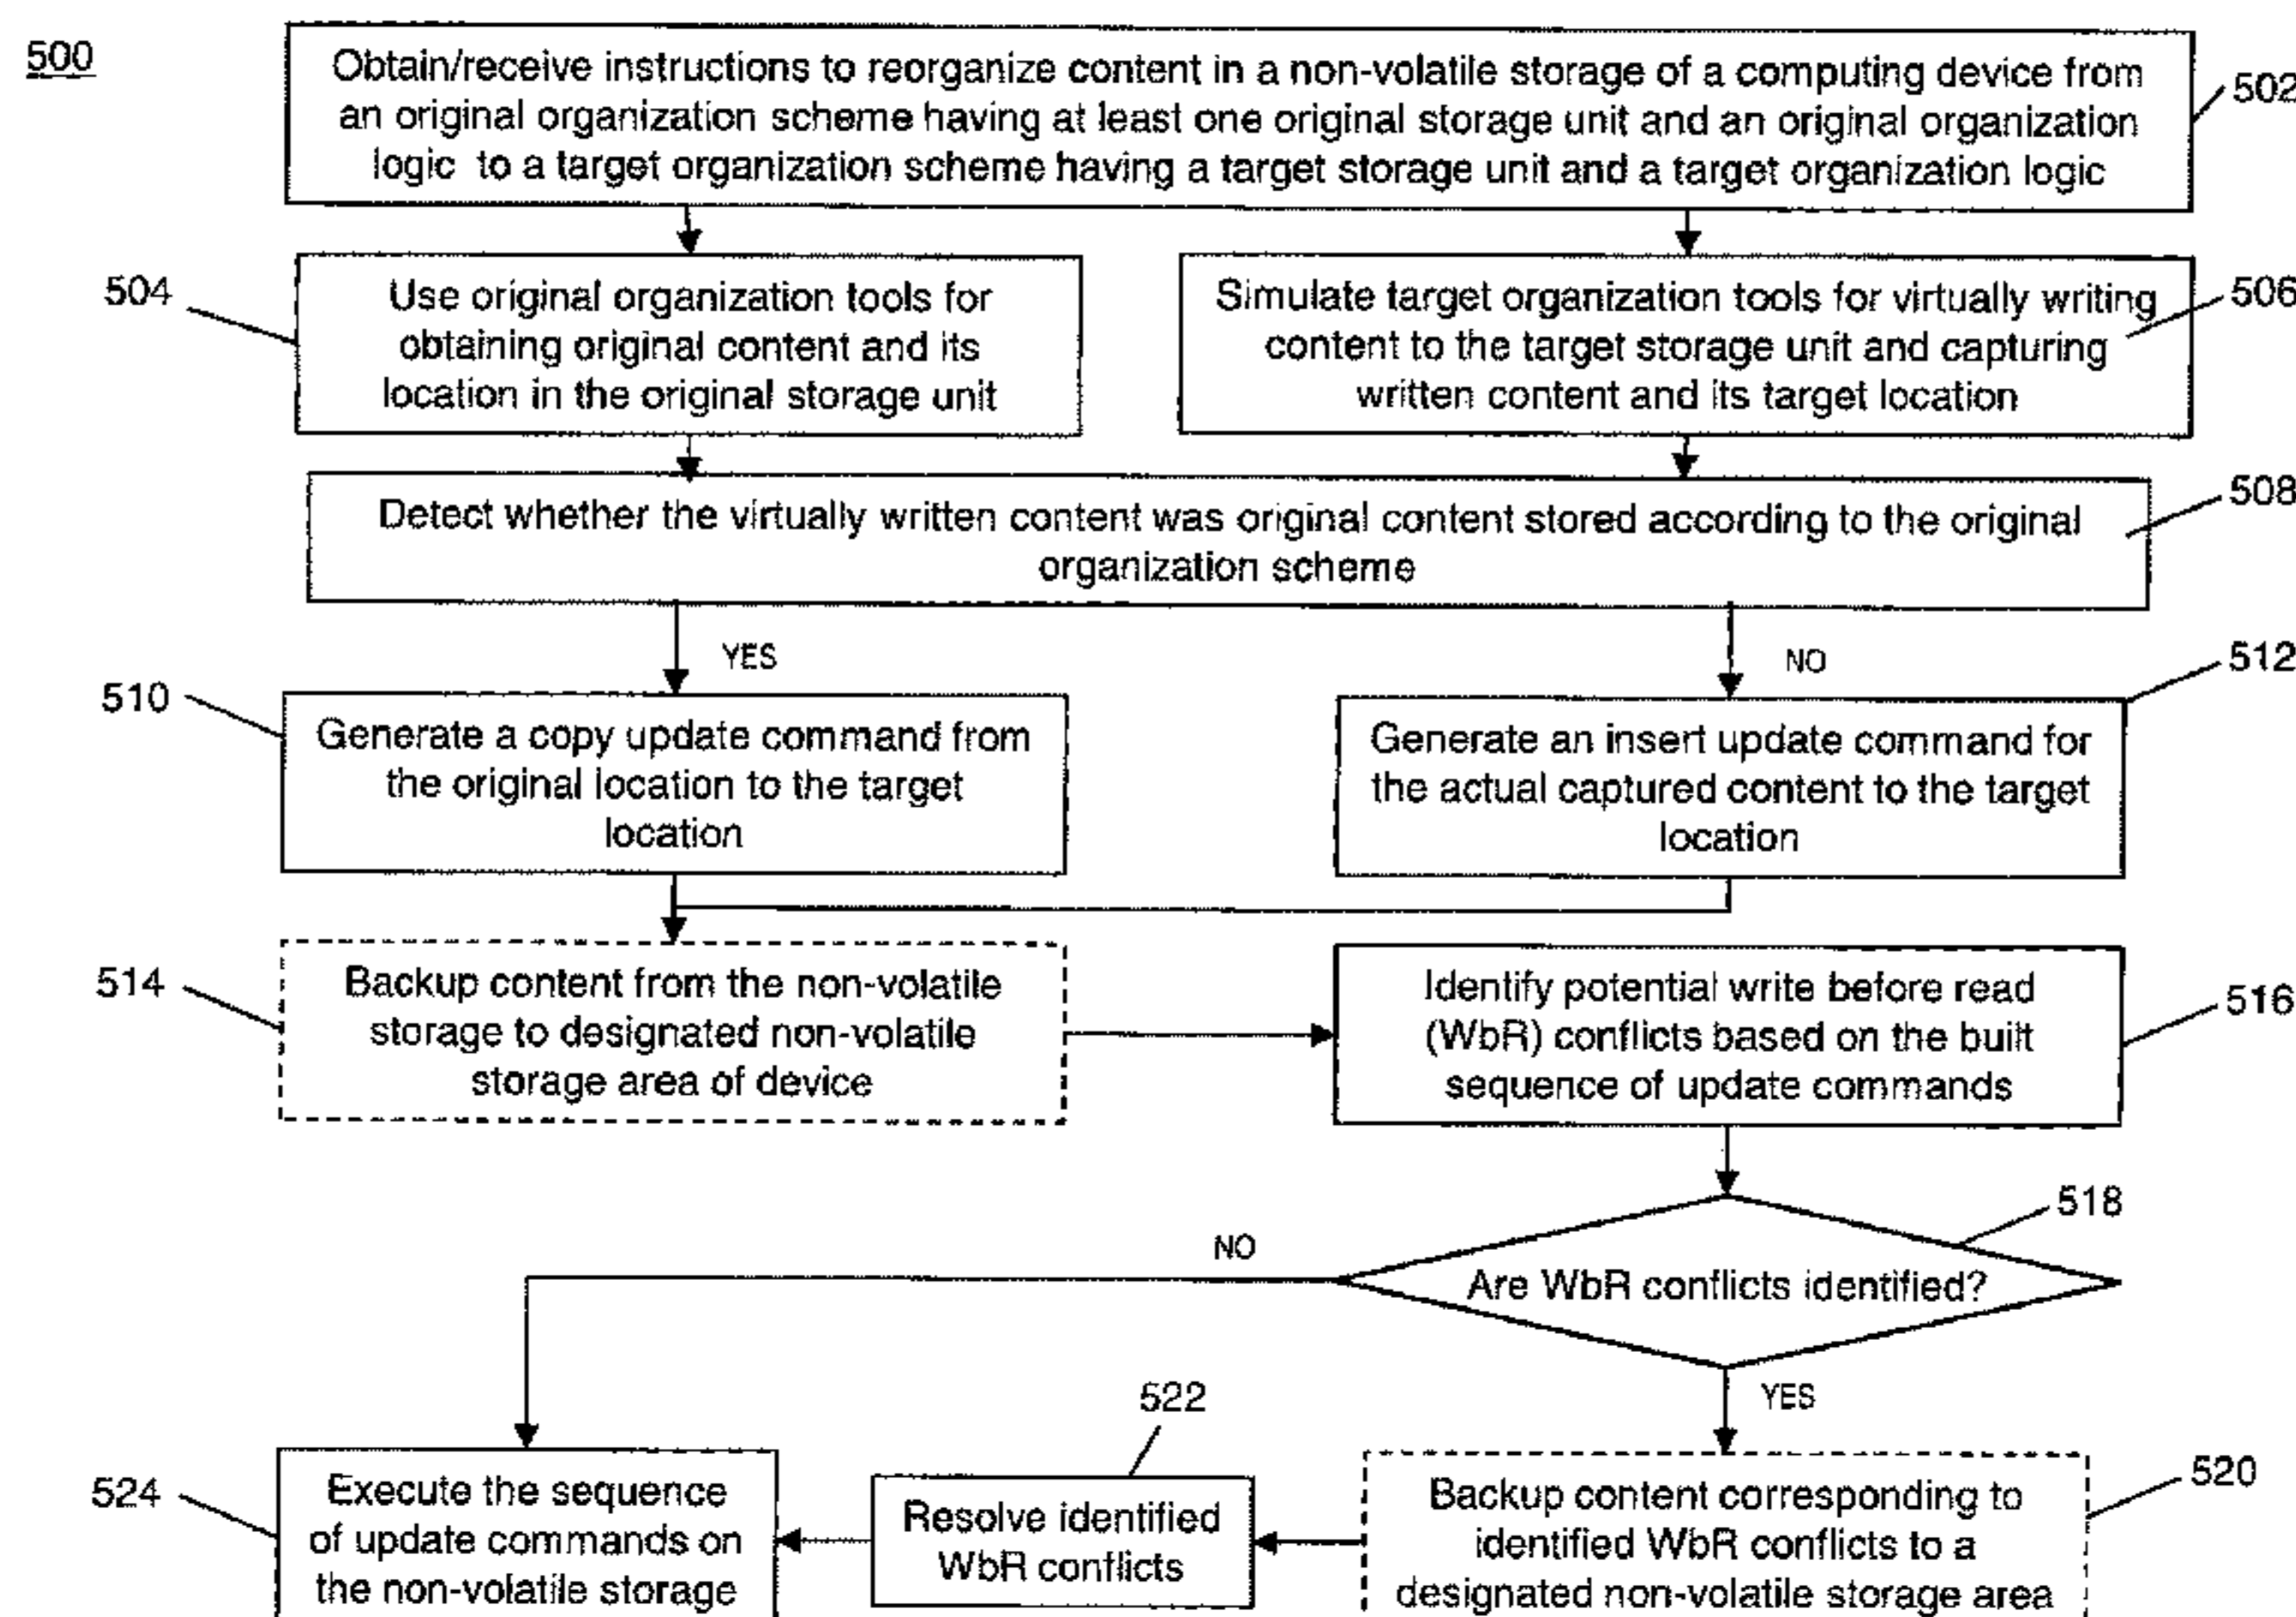 500
Obtain/receive instructions to reorganize content in a non-volatile storage of a computing device from
an original organization scheme having at least one original storage unit and an original organization
logic to a target organization scheme having a target storage unit and a target organization logic
502
504
Use original organization tools for
obtaining original content and its
location in the original storage unit
Simulate target organization tools for virtually writing
content to the target storage unit and capturing
written content and its target location
506
Detect whether the virtually written content was original content stored according to the original
organization scheme
508
YES
NO
510
Generate a copy update command from
the original location to the target
location
Generate an insert update command for
the actual captured content to the target
location
512
514
Backup content from the non-volatile
storage to designated non-volatile
storage area of device
Identify potential write before read
(WbR) conflicts based on the built
sequence of update commands
516
518
NO
Are WbR conflicts identified?
YES
522
524
Execute the sequence
of update commands on
the non-volatile storage
Resolve identified
WbR conflicts
Backup content corresponding to
identified WbR conflicts to a
designated non-volatile storage area
520